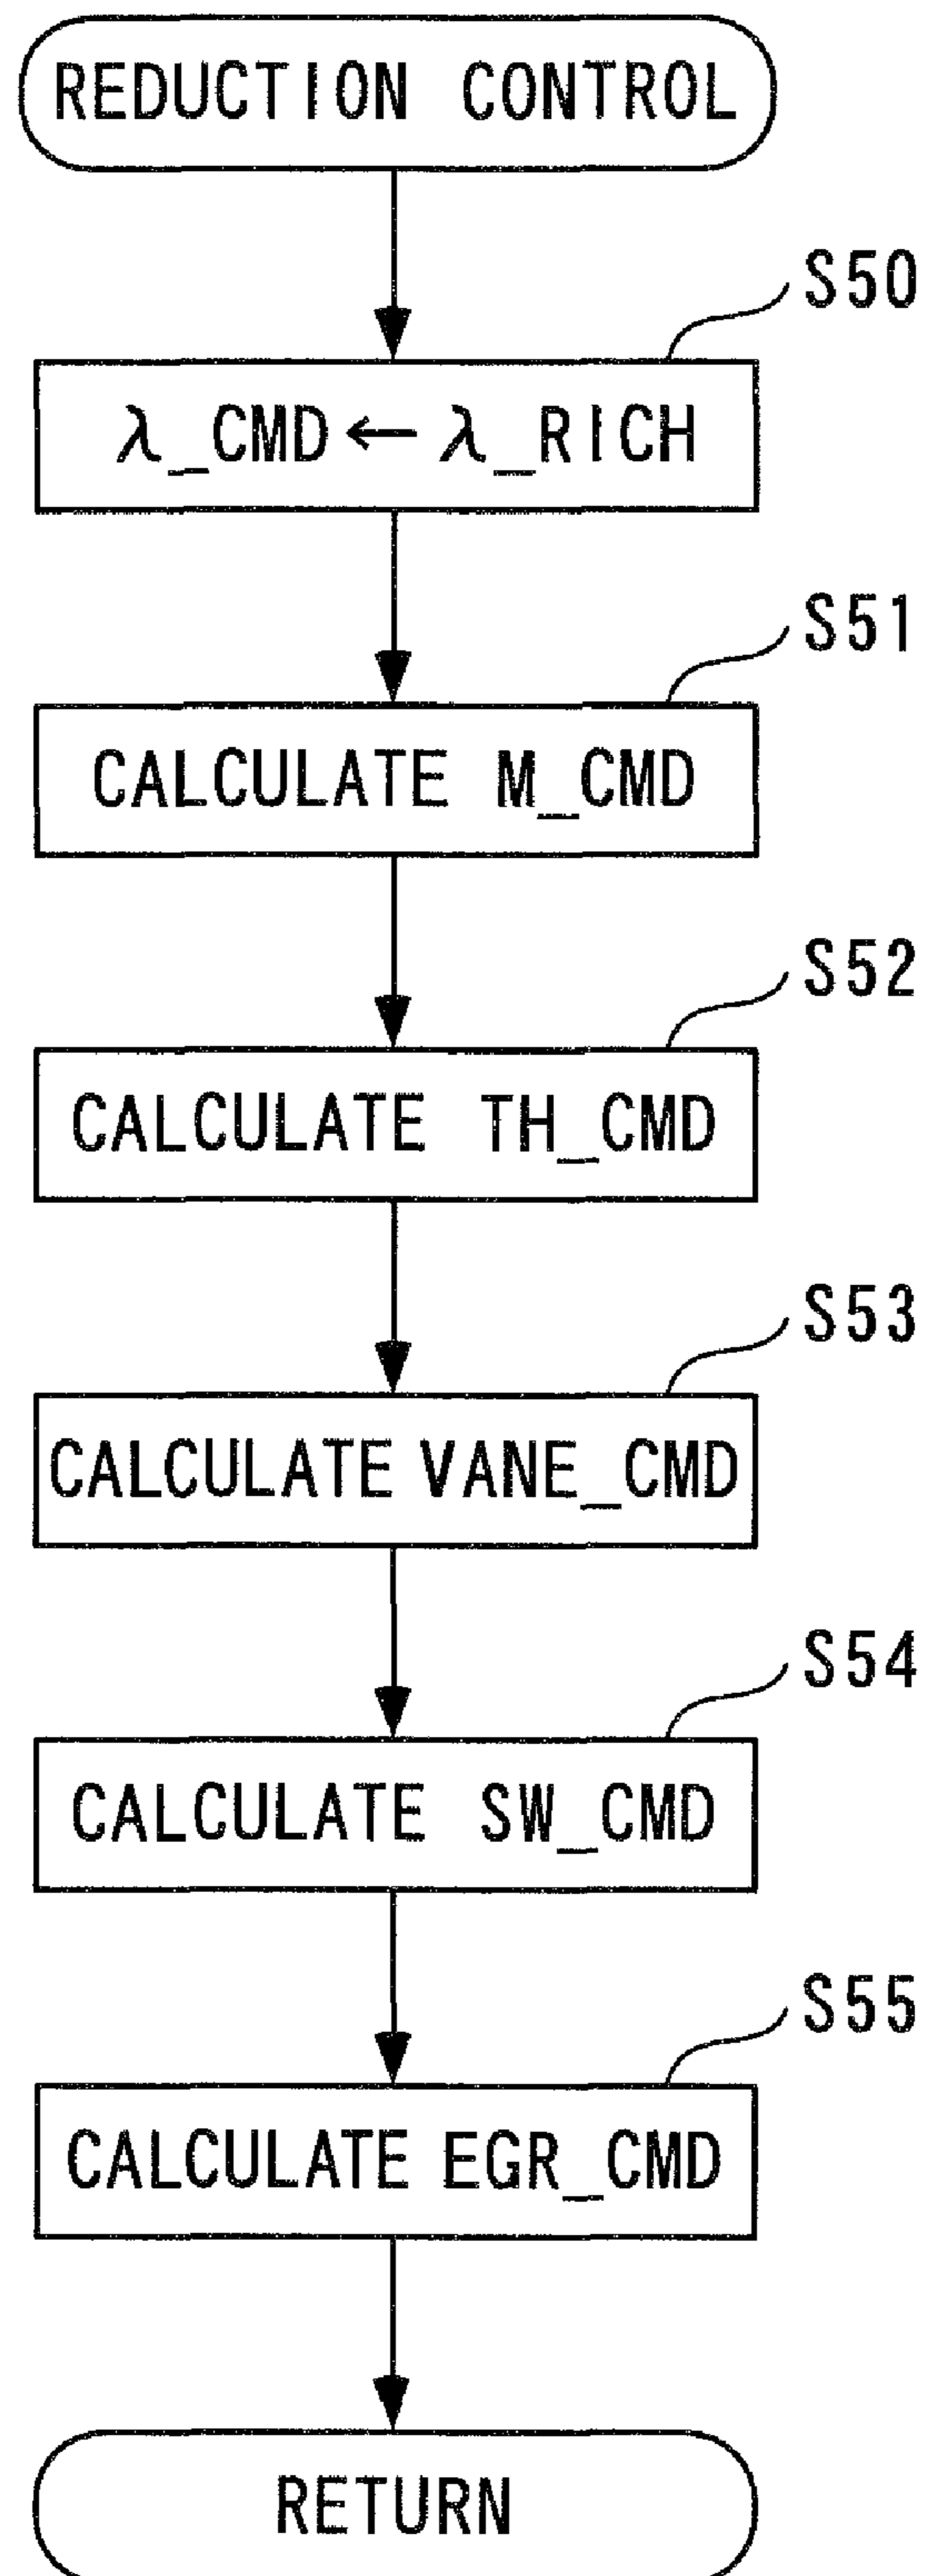 REDUCTION CONTROL
S50
λ_CMD ← λ_RICH
S51
CALCULATE M_CMD
S52
CALCULATE TH_CMD
S53
CALCULATE VANE_CMD
S54
CALCULATE SW_CMD
S55
CALCULATE EGR_CMD
RETURN